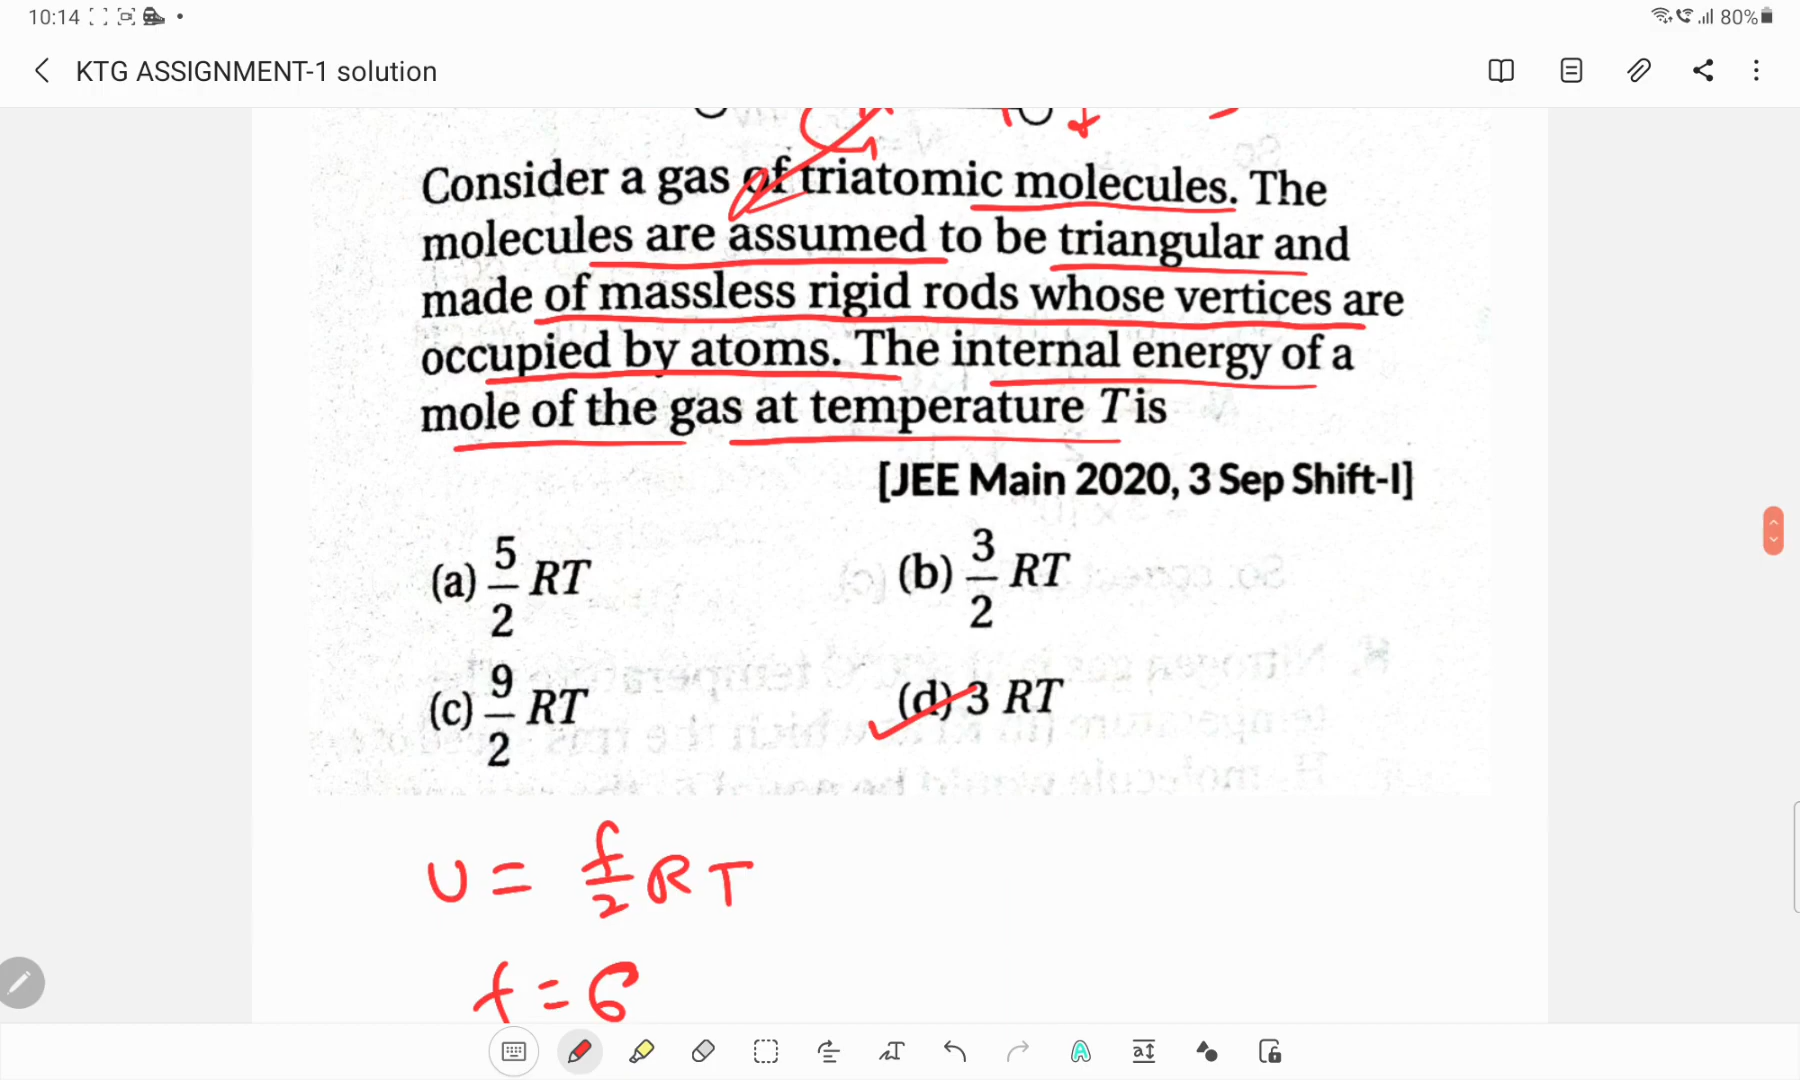 10:14
80%
KTG ASSIGNMENT-1 solution
Consider a gas of triatomic molecules. The
molecules are assumed to be triangular and
made of massless rigid rods whose vertices are
occupied by atoms. The internal energy of a
mole of the gas at temperature T is
[JEE Main 2020, 3 Sep Shift-I]
(a) 5/2 RT (b) 3/2 RT
(c) 9/2 RT (d) 3 RT
U = f/2 RT
f = 6